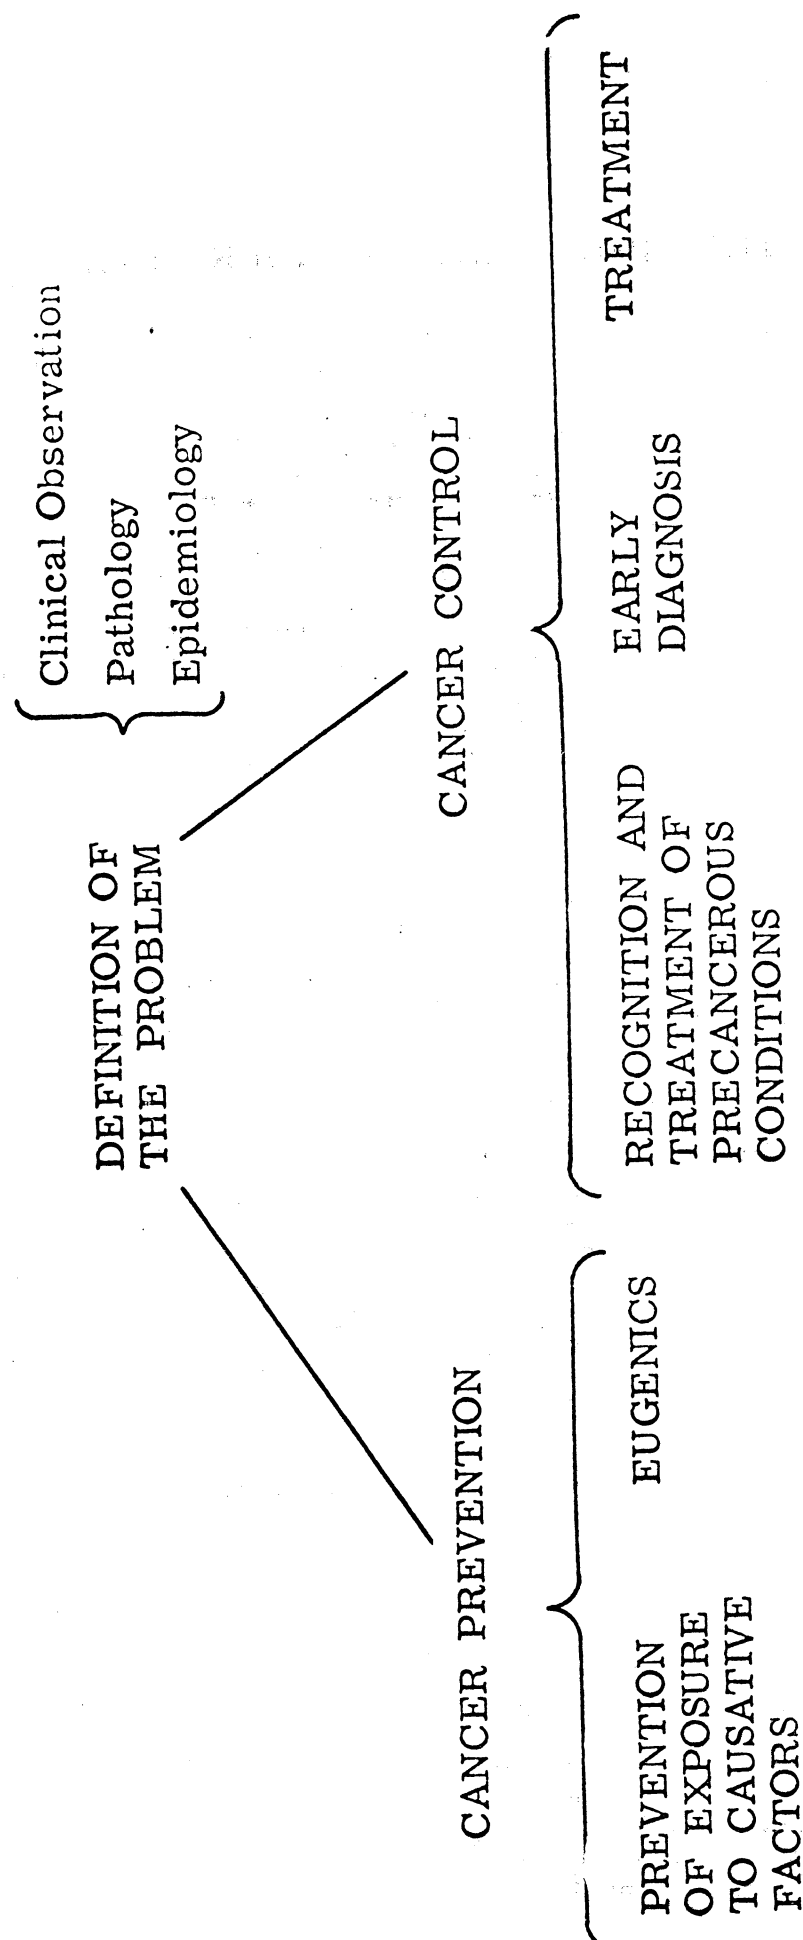 DEFINITION OF
THE PROBLEM
Clinical Observation
Pathology
Epidemiology
CANCER PREVENTION
CANCER CONTROL
PREVENTION
OF EXPOSURE
TO CAUSATIVE
FACTORS
EUGENICS
RECOGNITION AND
TREATMENT OF
PRECANCEROUS
CONDITIONS
EARLY
DIAGNOSIS
TREATMENT